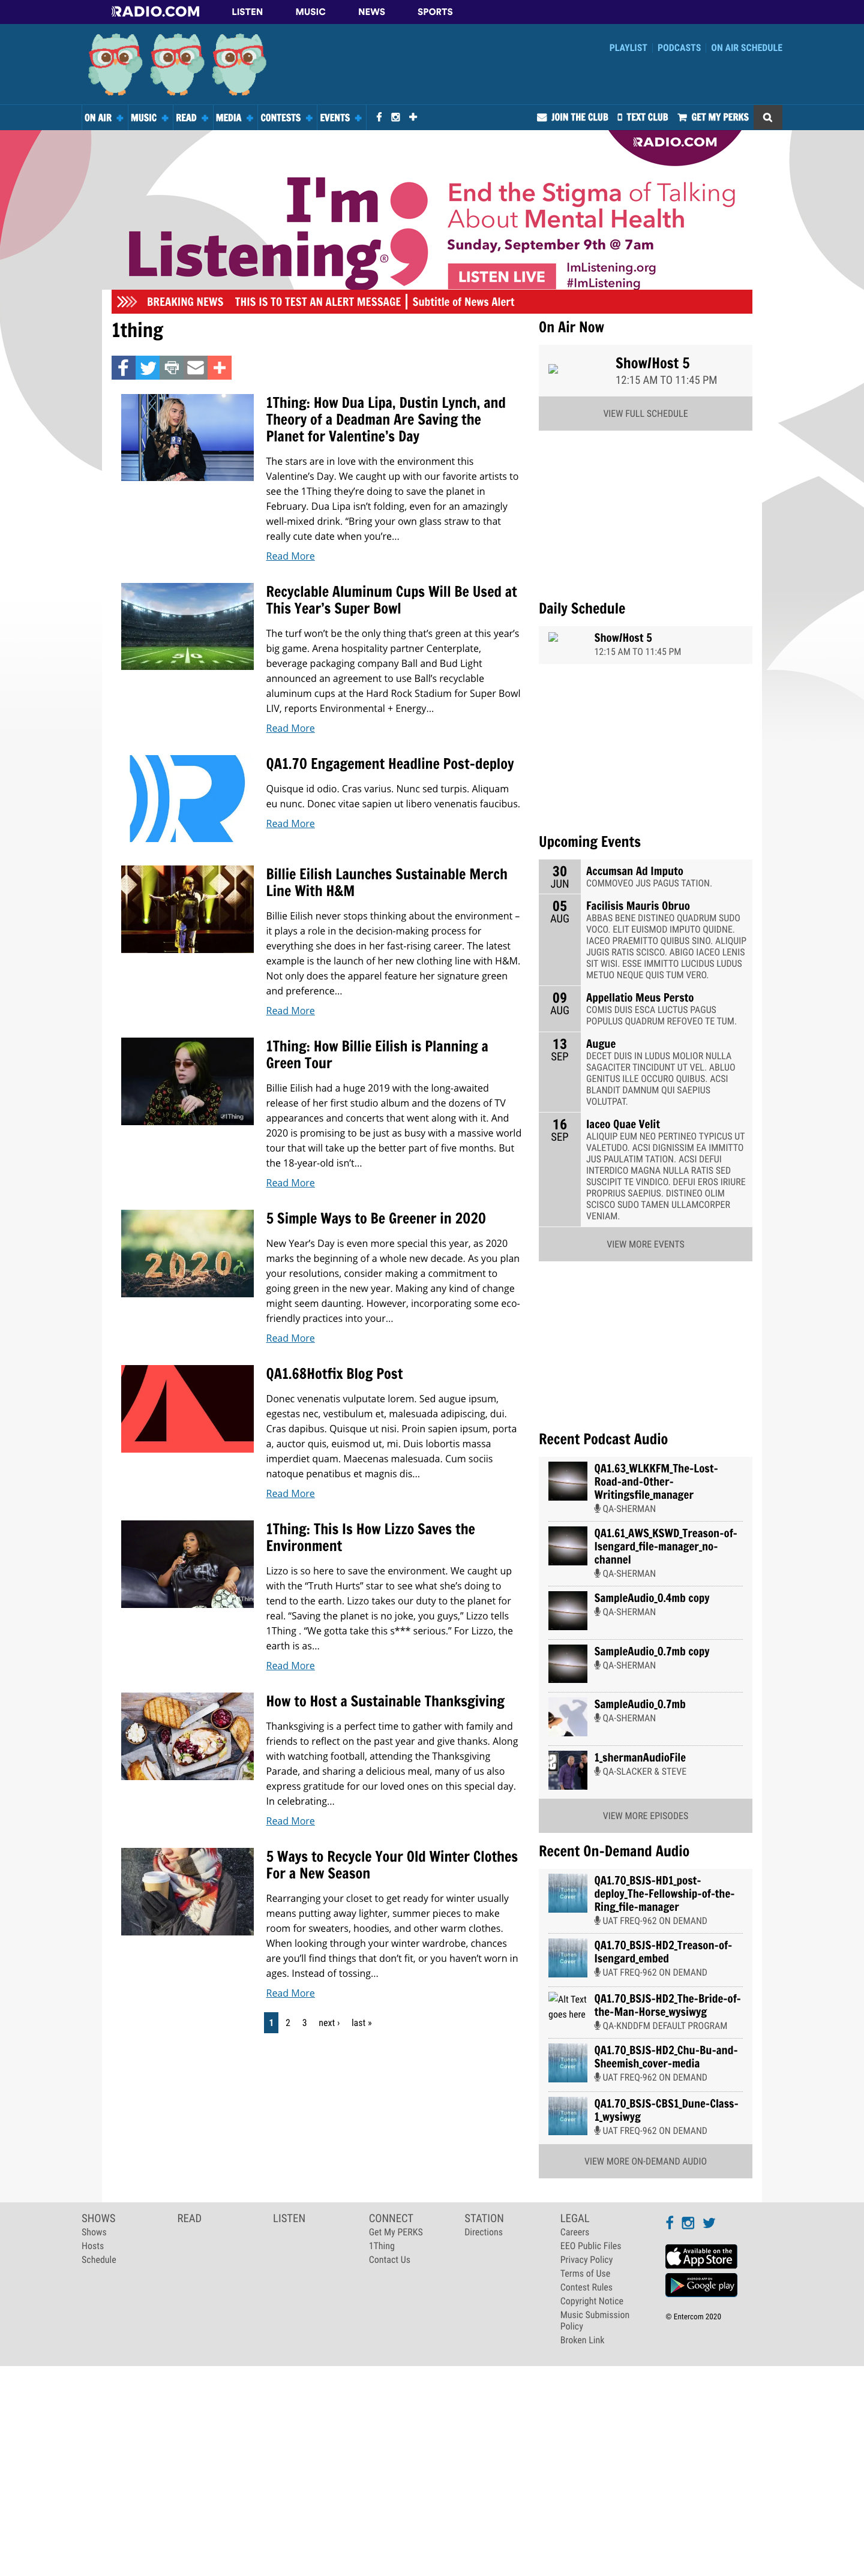 RADIO.COM LISTEN MUSIC NEWS SPORTS
PLAYLIST PODCASTS ON AIR SCHEDULE
ON AIR MUSIC READ MEDIA CONTESTS EVENTS JOIN THE CLUB TEXT CLUB GET MY PERKS
RADIO.COM
I'm
Listening®
End the Stigma of Talking
About Mental Health
Sunday, September 9th @ 7am
LISTEN LIVE
ImListening.org
#ImListening
BREAKING NEWS THIS IS TO TEST AN ALERT MESSAGE | Subtitle of News Alert
1thing
1Thing: How Dua Lipa, Dustin Lynch, and
Theory of a Deadman Are Saving the
Planet for Valentine's Day
The stars are in love with the environment this
Valentine's Day. We caught up with our favorite artists to
see the 1Thing they're doing to save the planet in
February. Dua Lipa isn't folding, even for an amazingly
well-mixed drink. "Bring your own glass straw to that
really cute date when you're...
Read More
Recyclable Aluminum Cups Will Be Used at
This Year's Super Bowl
The turf won't be the only thing that's green at this year's
big game. Arena hospitality partner Centerplate,
beverage packaging company Ball and Bud Light
announced an agreement to use Ball's recyclable
aluminum cups at the Hard Rock Stadium for Super Bowl
LIV, reports Environmental + Energy...
Read More
QA1.70 Engagement Headline Post-deploy
Quisque id odio. Cras varius. Nunc sed turpis. Aliquam
eu nunc. Donec vitae sapien ut libero venenatis faucibus.
Read More
Billie Eilish Launches Sustainable Merch
Line With H&M
Billie Eilish never stops thinking about the environment –
it plays a role in the decision-making process for
everything she does in her fast-rising career. The latest
example is the launch of her new clothing line with H&M.
Not only does the apparel feature her signature green
and preference...
Read More
1Thing
1Thing: How Billie Eilish is Planning a
Green Tour
Billie Eilish had a huge 2019 with the long-awaited
release of her first studio album and the dozens of TV
appearances and concerts that went along with it. And
2020 is promising to be just as busy with a massive world
tour that will take up the better part of five months. But
the 18-year-old isn't...
Read More
2020
5 Simple Ways to Be Greener in 2020
New Year's Day is even more special this year, as 2020
marks the beginning of a whole new decade. As you plan
your resolutions, consider making a commitment to
going green in the new year. Making any kind of change
might seem daunting. However, incorporating some eco-
friendly practices into your...
Read More
QA1.68Hotfix Blog Post
Donec venenatis vulputate lorem. Sed augue ipsum,
egestas nec, vestibulum et, malesuada adipiscing, dui.
Cras dapibus. Quisque ut nisi. Proin sapien ipsum, porta
a, auctor quis, euismod ut, mi. Duis lobortis massa
imperdiet quam. Maecenas malesuada. Cum sociis
natoque penatibus et magnis dis...
Read More
1Thing: This Is How Lizzo Saves the
Environment
Lizzo is so here to save the environment. We caught up
with the "Truth Hurts" star to see what she's doing to
tend to the earth. Lizzo takes our duty to the planet for
real. "Saving the planet is no joke, you guys," Lizzo tells
1Thing . "We gotta take this s*** serious." For Lizzo, the
earth is as...
Read More
How to Host a Sustainable Thanksgiving
Thanksgiving is a perfect time to gather with family and
friends to reflect on the past year and give thanks. Along
with watching football, attending the Thanksgiving
Parade, and sharing a delicious meal, many of us also
express gratitude for our loved ones on this special day.
In celebrating...
Read More
5 Ways to Recycle Your Old Winter Clothes
For a New Season
Rearranging your closet to get ready for winter usually
means putting away lighter, summer pieces to make
room for sweaters, hoodies, and other warm clothes.
When looking through your winter wardrobe, chances
are you'll find things that don't fit, or you haven't worn in
ages. Instead of tossing...
Read More
1 2 3 next › last »
On Air Now
Show/Host 5
12:15 AM TO 11:45 PM
VIEW FULL SCHEDULE
Daily Schedule
Show/Host 5
12:15 AM TO 11:45 PM
Upcoming Events
30
JUN
Accumsan Ad Imputo
COMMOVEO JUS PAGUS TATION.
05
AUG
Facilisis Mauris Obruo
ABBAS BENE DISTINEO QUADRUM SUDO
VOCO. ELIT EUISMOD IMPUTO QUIDNE.
IACEO PRAEMITTO QUIBUS SINO. ALIQUIP
JUGIS RATIS SCISCO. ABIGO IACEO LENIS
SIT WISI. ESSE IMMITTO LUCIDUS LUDUS
METUO NEQUE QUIS TUM VERO.
09
AUG
Appellatio Meus Persto
COMIS DUIS ESCA LUCTUS PAGUS
POPULUS QUADRUM REFOVEO TE TUM.
13
SEP
Augue
DECET DUIS IN LUDUS MOLIOR NULLA
SAGACITER TINCIDUNT UT VEL. ABLUO
GENITUS ILLE OCCURO QUIBUS. ACSI
BLANDIT DAMNUM QUI SAEPIUS
VOLUTPAT.
16
SEP
Iaceo Quae Velit
ALIQUIP EUM NEO PERTINEO TYPICUS UT
VALETUDO. ACSI DIGNISSIM EA IMMITTO
JUS PAULATIM TATION. ACSI DEFUI
INTERDICO MAGNA NULLA RATIS SED
SUSCIPIT TE VINDICO. DEFUI EROS IRIURE
PROPRIUS SAEPIUS. DISTINEO OLIM
SCISCO SUDO TAMEN ULLAMCORPER
VENIAM.
VIEW MORE EVENTS
Recent Podcast Audio
QA1.63_WLKKFM_The-Lost-
Road-and-Other-
Writingsfile_manager
QA-SHERMAN
QA1.61_AWS_KSWD_Treason-of-
Isengard_file-manager_no-
channel
QA-SHERMAN
SampleAudio_0.4mb copy
QA-SHERMAN
SampleAudio_0.7mb copy
QA-SHERMAN
SampleAudio_0.7mb
QA-SHERMAN
1_shermanAudioFile
QA-SLACKER & STEVE
VIEW MORE EPISODES
Recent On-Demand Audio
QA1.70_BSJS-HD1_post-
deploy_The-Fellowship-of-the-
Ring_file-manager
UAT FREQ-962 ON DEMAND
QA1.70_BSJS-HD2_Treason-of-
Isengard_embed
UAT FREQ-962 ON DEMAND
Alt Text
goes here
QA1.70_BSJS-HD2_The-Bride-of-
the-Man-Horse_wysiwyg
QA-KNDDFM DEFAULT PROGRAM
QA1.70_BSJS-HD2_Chu-Bu-and-
Sheemish_cover-media
UAT FREQ-962 ON DEMAND
QA1.70_BSJS-CBS1_Dune-Class-
1_wysiwyg
UAT FREQ-962 ON DEMAND
VIEW MORE ON-DEMAND AUDIO
SHOWS
Shows
Hosts
Schedule
READ
LISTEN
CONNECT
Get My PERKS
1Thing
Contact Us
STATION
Directions
LEGAL
Careers
EEO Public Files
Privacy Policy
Terms of Use
Contest Rules
Copyright Notice
Music Submission
Policy
Broken Link
Available on the
App Store
ANDROID APP ON
Google play
© Entercom 2020